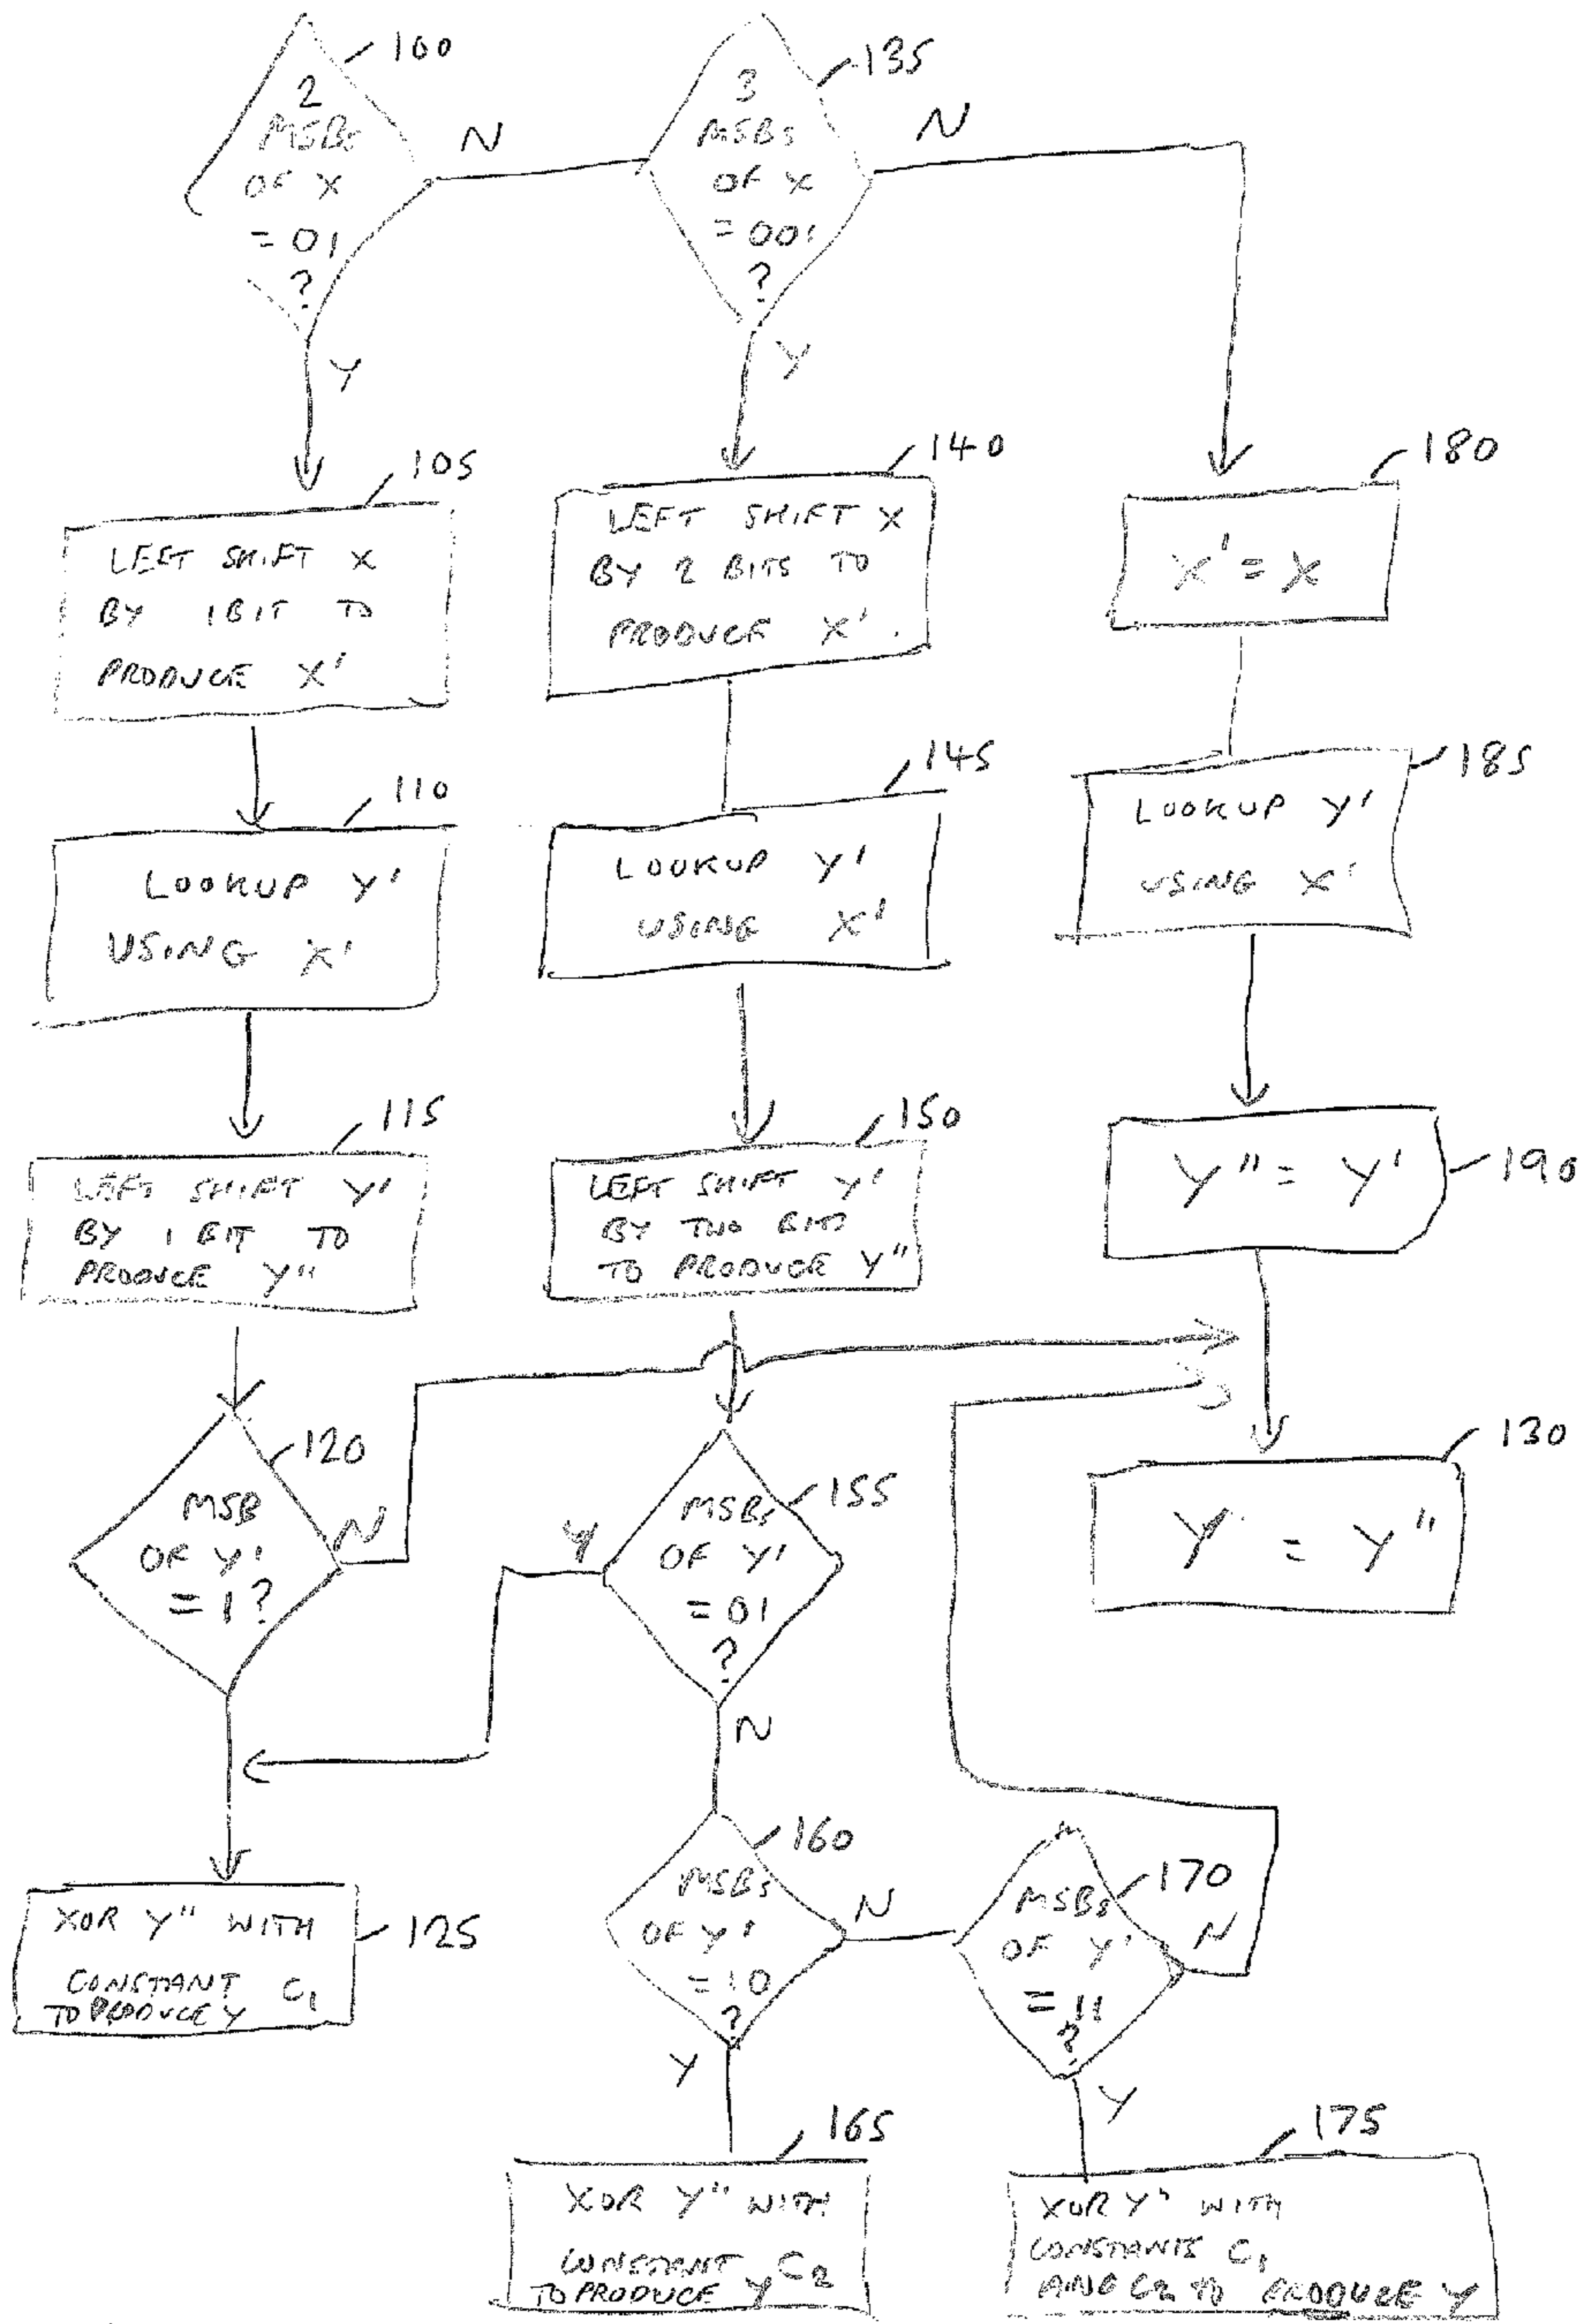 100
2
MSBs
OF X
= 01
?
N
Y
135
3
MSBs
OF X
= 001
?
N
Y
105
LEFT SHIFT X
BY 1 BIT TO
PRODUCE X'
140
LEFT SHIFT X
BY 2 BITS TO
PRODUCE X'
180
X' = X
110
LOOKUP Y'
USING X'
145
LOOKUP Y'
USING X'
185
LOOKUP Y'
USING X'
115
LEFT SHIFT Y'
BY 1 BIT TO
PRODUCE Y"
150
LEFT SHIFT Y'
BY TWO BITS
TO PRODUCE Y"
190
Y" = Y'
120
MSB
OF Y'
= 1?
N
155
MSBs
OF Y'
= 01
?
Y
N
130
Y = Y"
125
XOR Y" WITH
CONSTANT C1
TO PRODUCE Y
160
MSBs
OF Y'
= 10
?
N
Y
170
MSBs
OF Y'
= 11
?
N
Y
165
XOR Y" WITH
CONSTANT C2
TO PRODUCE Y
175
XOR Y" WITH
CONSTANTS C1
AND C2 TO PRODUCE Y